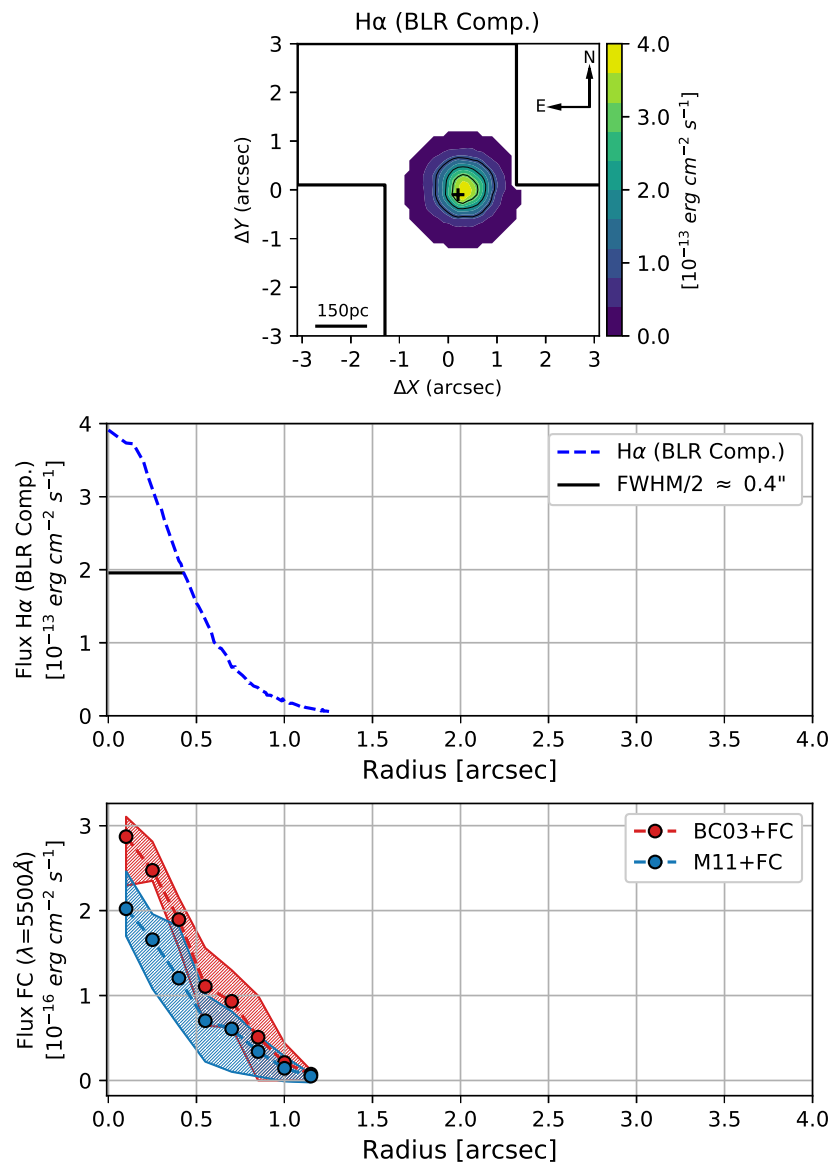 Hα (BLR Comp.)
3
2
1
0
-1
-2
-3
ΔY (arcsec)
N
E
150pc
-3 -2 -1 0 1 2 3
ΔX (arcsec)
4.0
3.0
2.0
1.0
0.0
[10⁻¹³ erg cm⁻² s⁻¹]
4
3
2
1
0
Flux Hα (BLR Comp.)
[10⁻¹³ erg cm⁻² s⁻¹]
Hα (BLR Comp.)
FWHM/2 ≈ 0.4"
0.0 0.5 1.0 1.5 2.0 2.5 3.0 3.5 4.0
Radius [arcsec]
3
2
1
0
Flux FC (λ=5500Å)
[10⁻¹⁶ erg cm⁻² s⁻¹]
BC03+FC
M11+FC
0.0 0.5 1.0 1.5 2.0 2.5 3.0 3.5 4.0
Radius [arcsec]